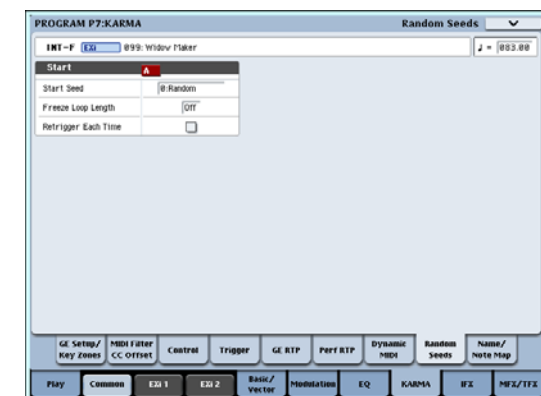 PROGRAM P7:KARMA Random Seeds
INT-F EXi 099: Widow Maker ♩ = 083.00
Start A
Start Seed 0:Random
Freeze Loop Length Off
Retrigger Each Time
GE Setup/ Key Zones MIDI Filter CC Offset Control Trigger GE RTP Perf RTP Dynamic MIDI Random Seeds Name/ Note Map
Play Common EXi 1 EXi 2 Basic/ Vector Modulation EQ KARMA IFX MFX/TFX